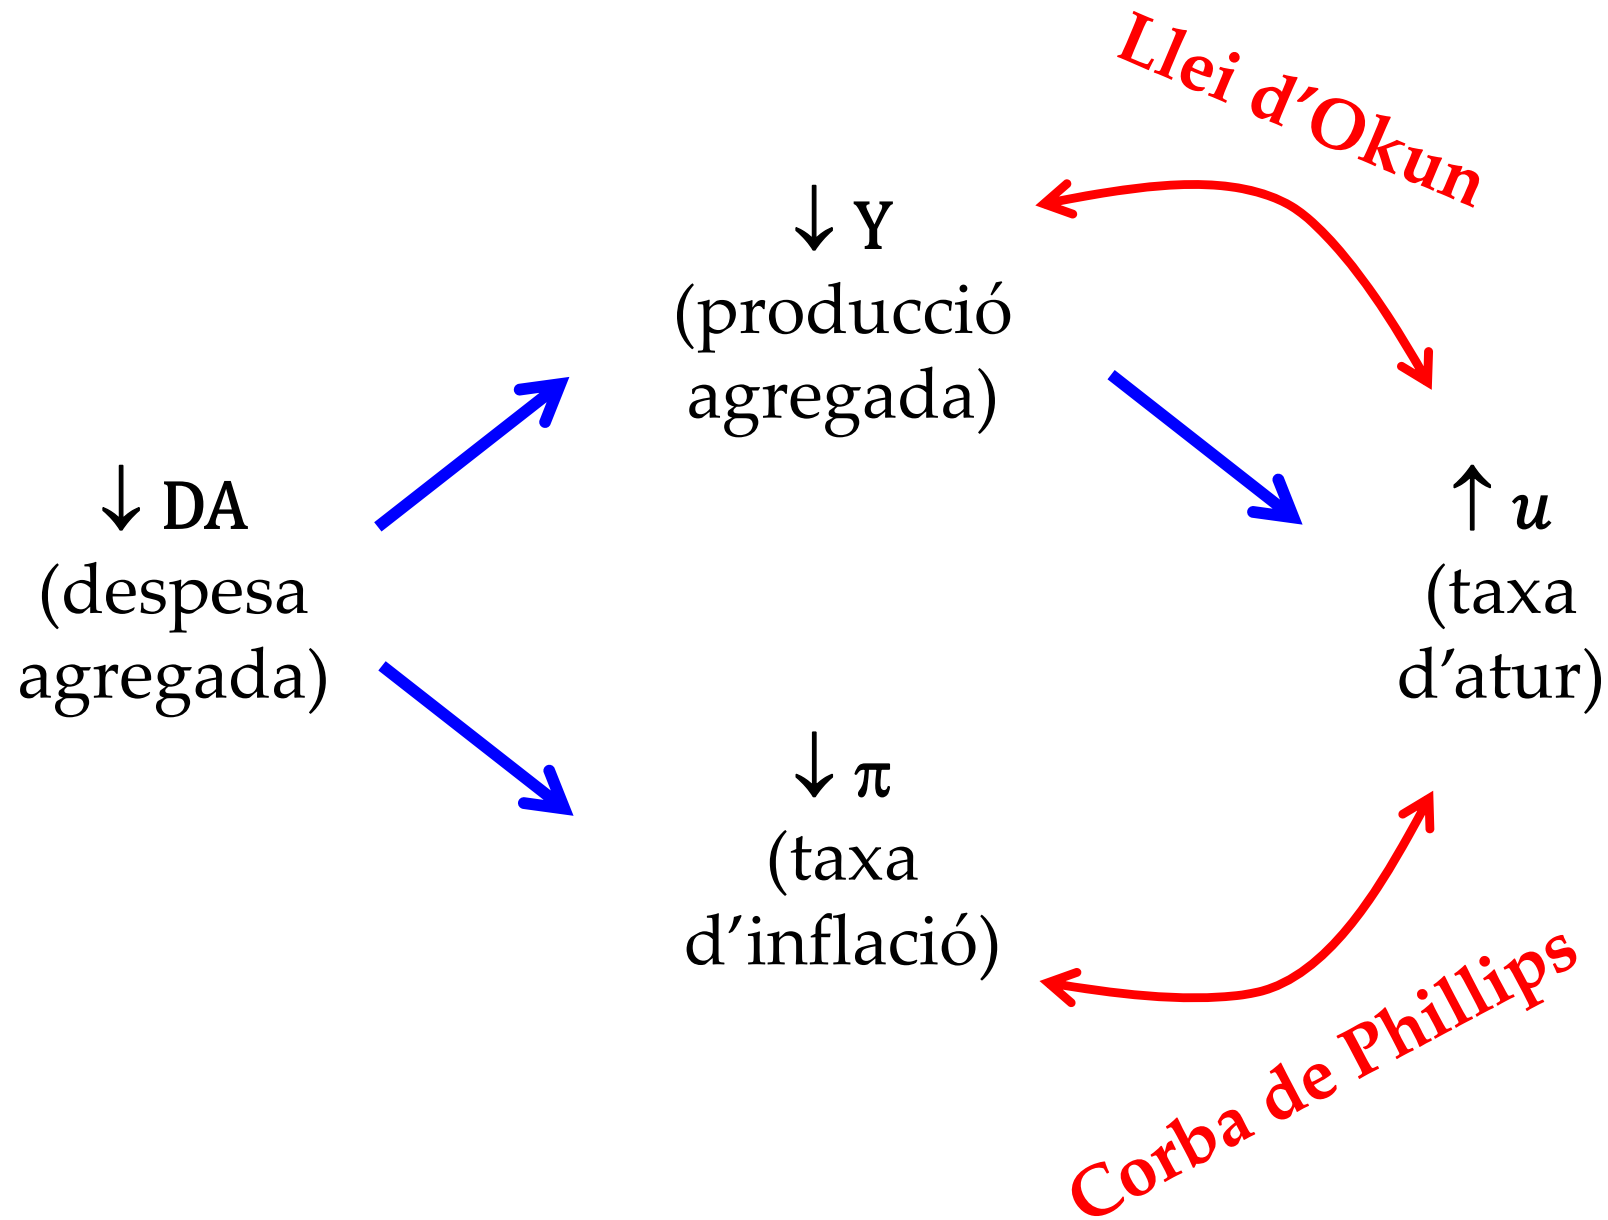 Llei d’Okun
↓ Y
(producció
agregada)
↓ DA
(despesa
agregada)
↑ u
(taxa
d’atur)
↓ π
(taxa
d’inflació)
Corba de Phillips